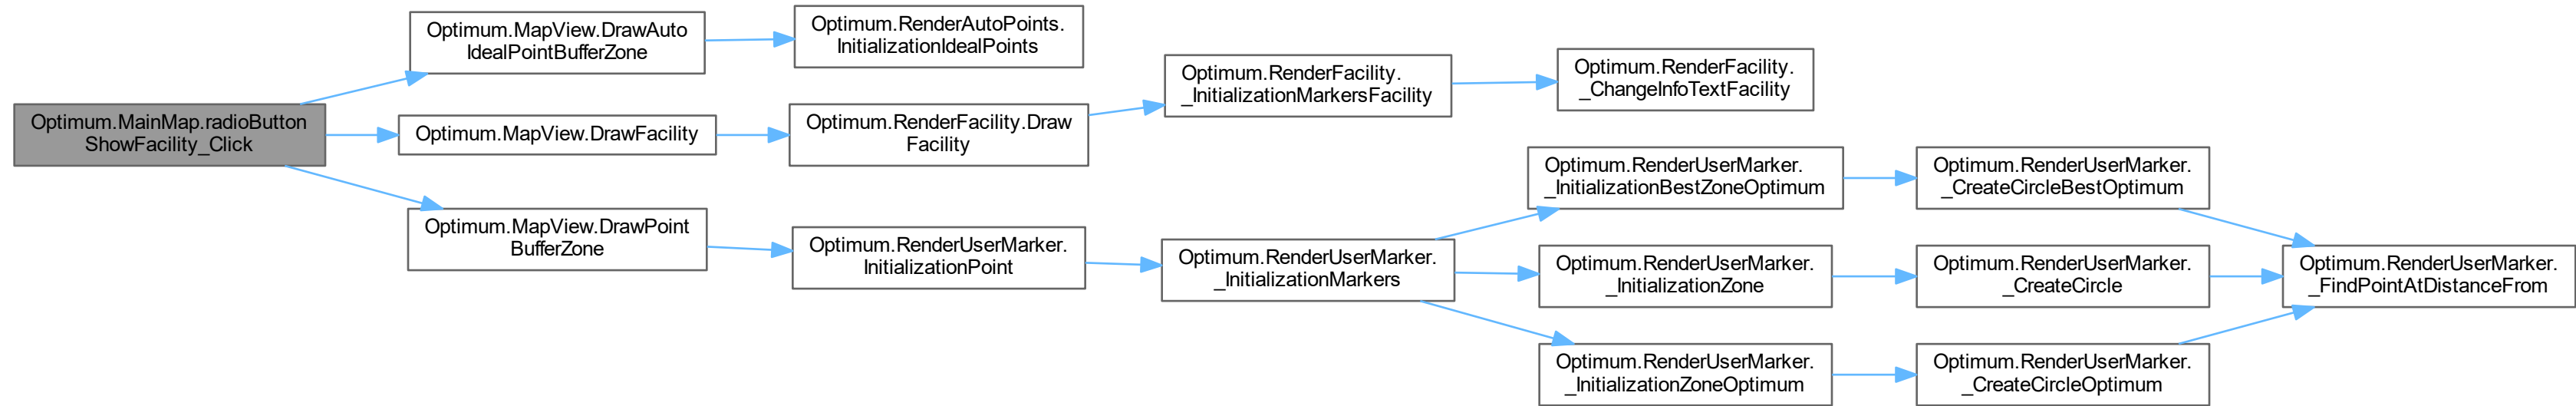 Optimum.MainMap.radioButton
ShowFacility_Click
Optimum.MapView.DrawAuto
IdealPointBufferZone
Optimum.RenderAutoPoints.
InitializationIdealPoints
Optimum.MapView.DrawFacility
Optimum.RenderFacility.Draw
Facility
Optimum.RenderFacility.
_InitializationMarkersFacility
Optimum.RenderFacility.
_ChangeInfoTextFacility
Optimum.MapView.DrawPoint
BufferZone
Optimum.RenderUserMarker.
InitializationPoint
Optimum.RenderUserMarker.
_InitializationMarkers
Optimum.RenderUserMarker.
_InitializationBestZoneOptimum
Optimum.RenderUserMarker.
_CreateCircleBestOptimum
Optimum.RenderUserMarker.
_InitializationZone
Optimum.RenderUserMarker.
_CreateCircle
Optimum.RenderUserMarker.
_FindPointAtDistanceFrom
Optimum.RenderUserMarker.
_InitializationZoneOptimum
Optimum.RenderUserMarker.
_CreateCircleOptimum